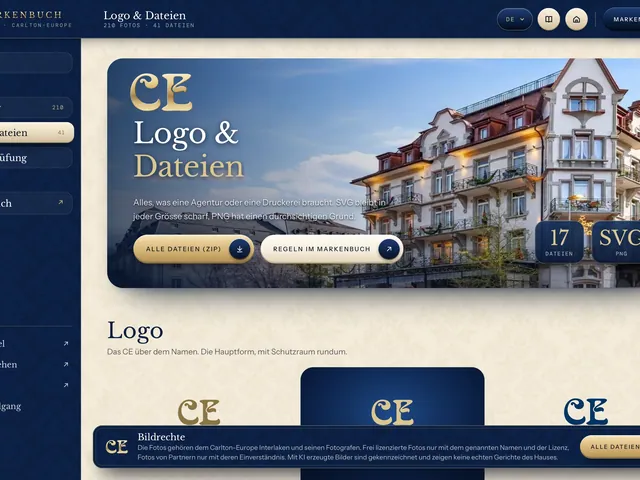 RKENBUCH
· CARLTON-EUROPE
Logo & Dateien
210 FOTOS · 41 DATEIEN
DE
MARKEN
210
ateien
41
üfung
ch
el
chen
lgang
CE
Logo &
Dateien
Alles, was eine Agentur oder eine Druckerei braucht. SVG bleibt in
jeder Grösse scharf, PNG hat einen durchsichtigen Grund.
ALLE DATEIEN (ZIP)
REGELN IM MARKENBUCH
17
DATEIEN
SVG
PNG
Logo
Das CE über dem Namen. Die Hauptform, mit Schutzraum rundum.
CE
CE
CE
CE
Bildrechte
Die Fotos gehören dem Carlton-Europe Interlaken und seinen Fotografen. Frei lizenzierte Fotos nur mit dem genannten Namen und der Lizenz,
Fotos von Partnern nur mit deren Einverständnis. Mit KI erzeugte Bilder sind gekennzeichnet und zeigen keine echten Gerichte des Hauses.
ALLE DATEIEN